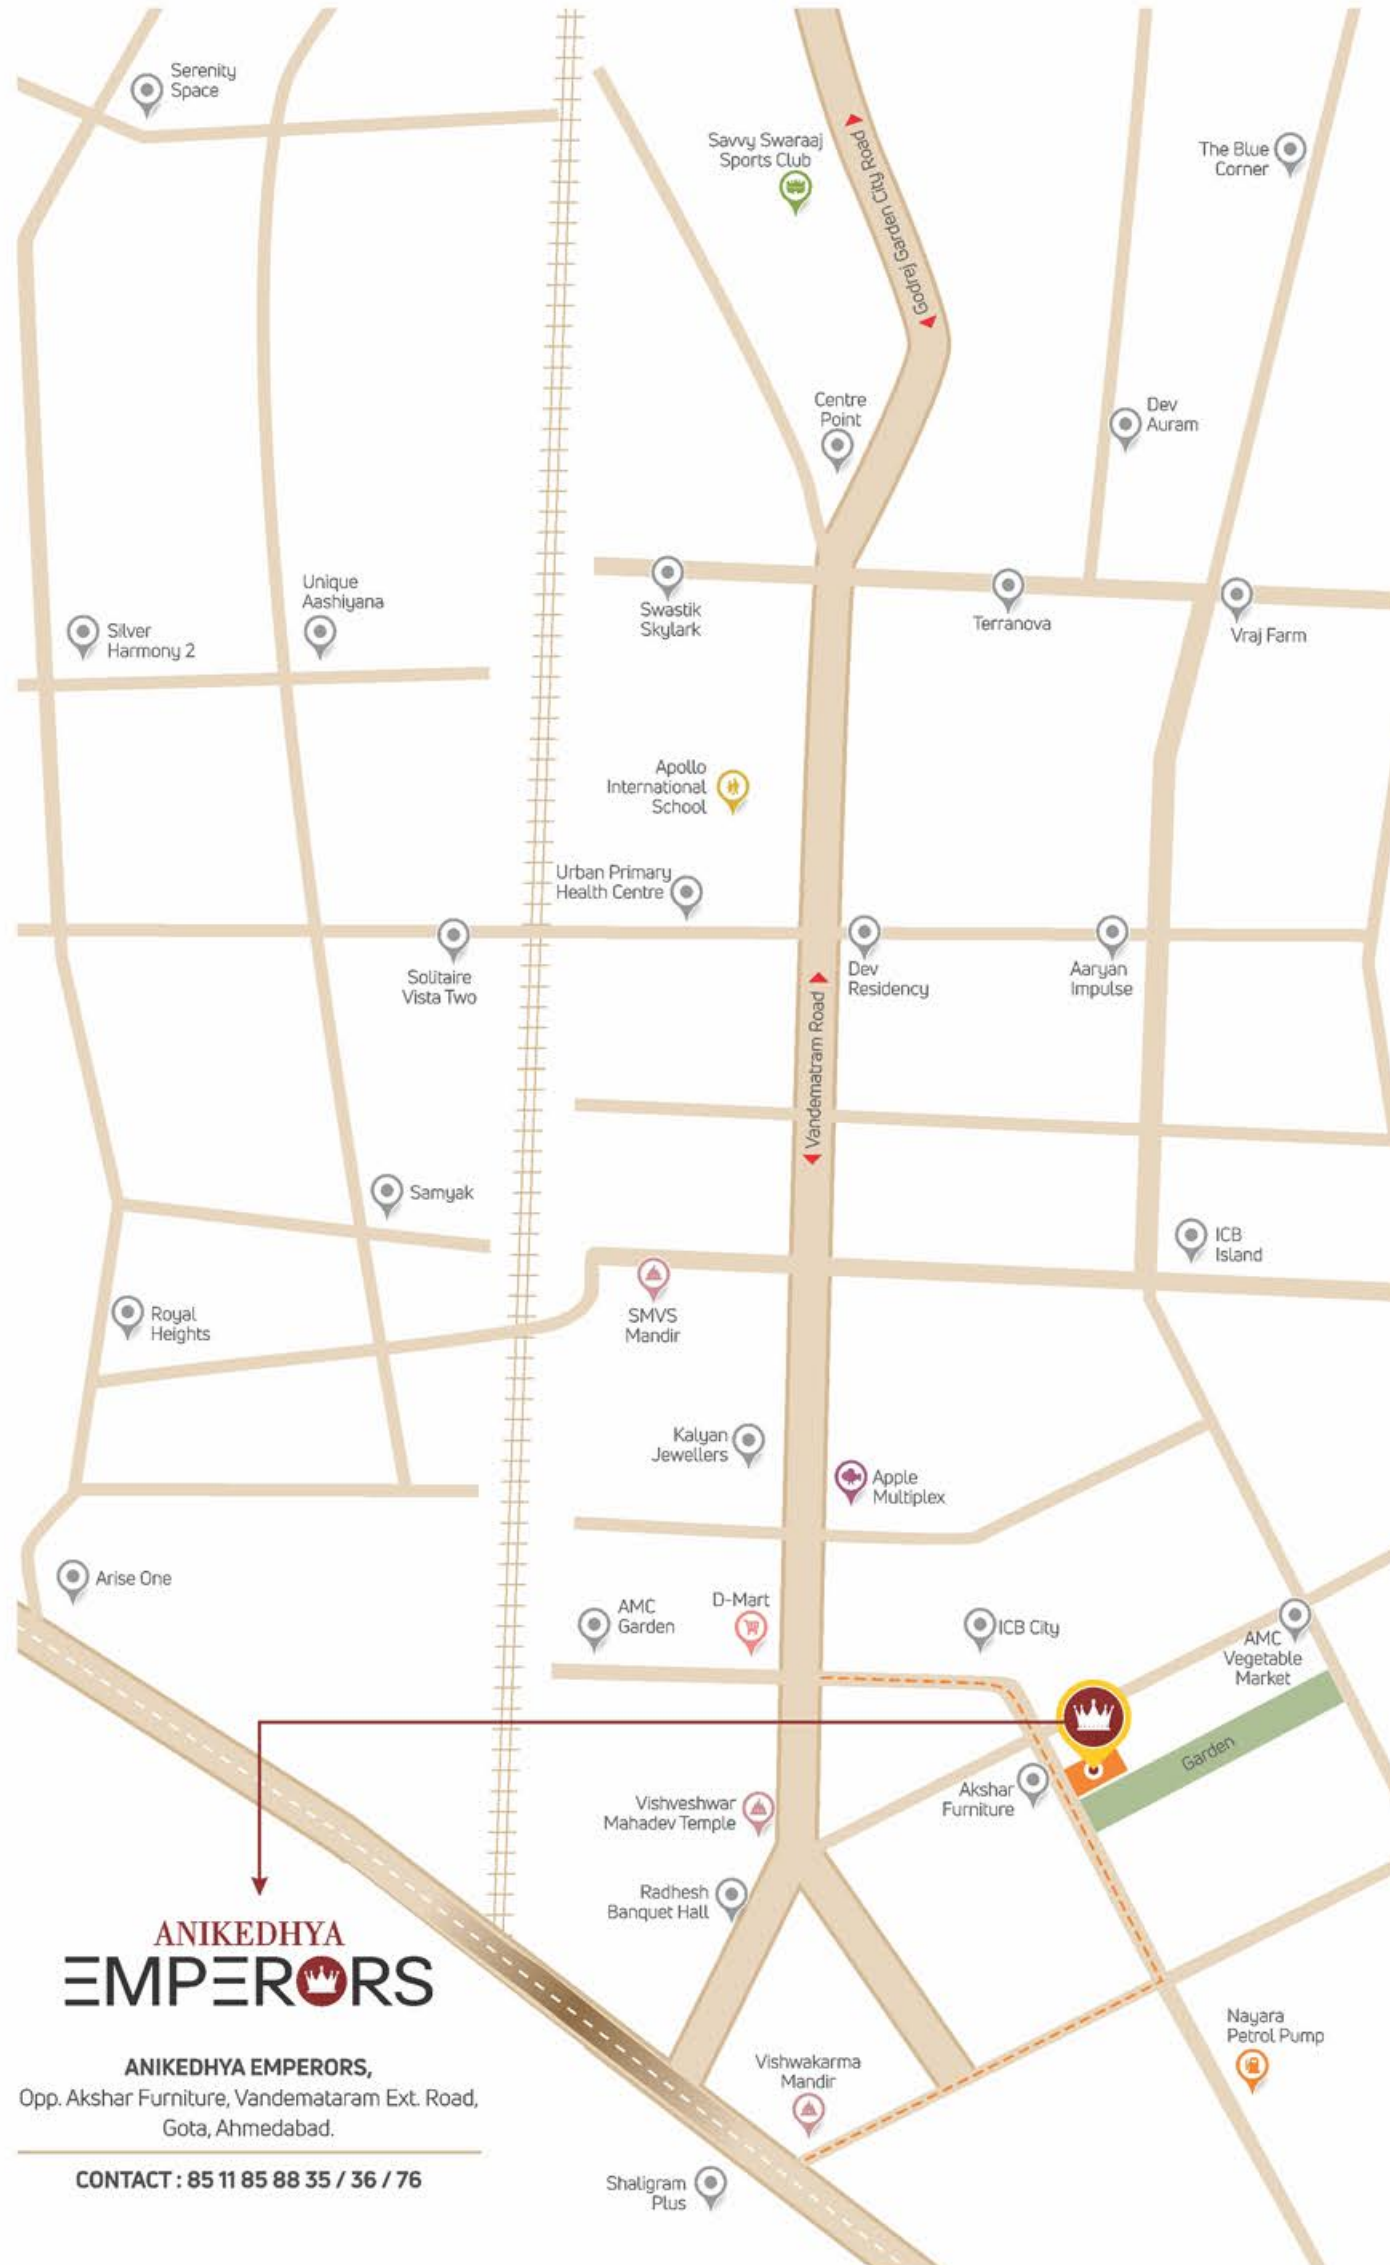 Serenity
Space
Savvy Swaraaj
Sports Club
Godrej Garden City Road
The Blue
Corner
Centre
Point
Dev
Auram
Unique
Aashiyana
Silver
Harmony 2
Swastik
Skylark
Terranova
Vraj Farm
Apollo
International
School
Urban Primary
Health Centre
Solitaire
Vista Two
Dev
Residency
Aaryan
Impulse
Vandematram Road
Samyak
ICB
Island
Royal
Heights
SMVS
Mandir
Kalyan
Jewellers
Apple
Multiplex
Arise One
AMC
Garden
D-Mart
ICB City
AMC
Vegetable
Market
Garden
Akshar
Furniture
Vishveshwar
Mahadev Temple
Radhesh
Banquet Hall
ANIKEDHYA
EMPERORS
ANIKEDHYA EMPERORS,
Opp. Akshar Furniture, Vandemataram Ext. Road,
Gota, Ahmedabad.
CONTACT : 85 11 85 88 35 / 36 / 76
Nayara
Petrol Pump
Vishwakarma
Mandir
Shaligram
Plus